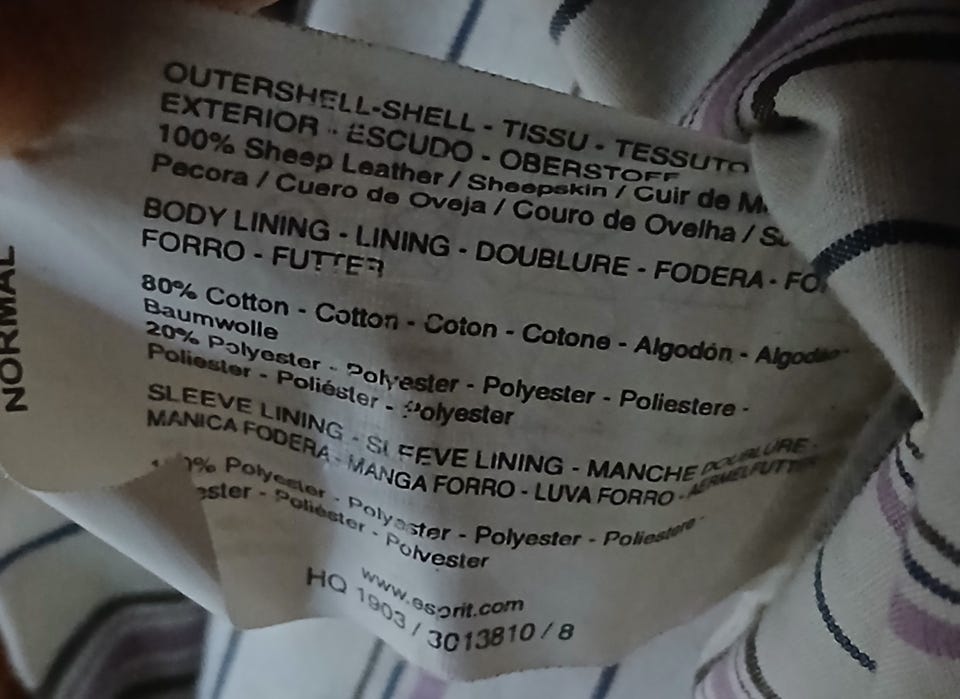 OUTERSHELL-SHELL - TISSU - TESSUTO
EXTERIOR - ESCUDO - OBERSTOFF
100% Sheep Leather / Sheepskin / Cuir de
Pecora / Cuero de Oveja / Couro de Ovelha /
BODY LINING - LINING - DOUBLURE - FODERA -
FORRO - FUTTER
80% Cotton - Cotton - Coton - Cotone - Algodón - Algodao -
Baumwolle
20% Polyester - Polyester - Polyester - Poliestere -
Poliester - Poliéster - Polyester
SLEEVE LINING - SLEEVE LINING - MANCHE DOUBLURE -
MANICA FODERA - MANGA FORRO - LUVA FORRO - AERMELFUTTER
Polyester - Polyester - Polyester - Poliestere -
- Poliéster - Polyester
www.esprit.com
HQ 1903 / 3013810 / 8
NORMAL